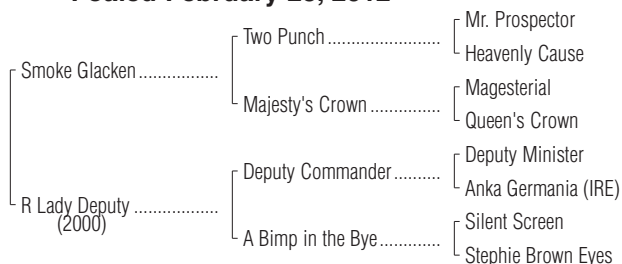 Foaled February 28, 2012
Mr. Prospector
Two Punch
Heavenly Cause
Smoke Glacken
Magesterial
Majesty's Crown
Queen's Crown
Deputy Minister
Deputy Commander
Anka Germania (IRE)
R Lady Deputy
(2000)
Silent Screen
A Bimp in the Bye
Stephie Brown Eyes